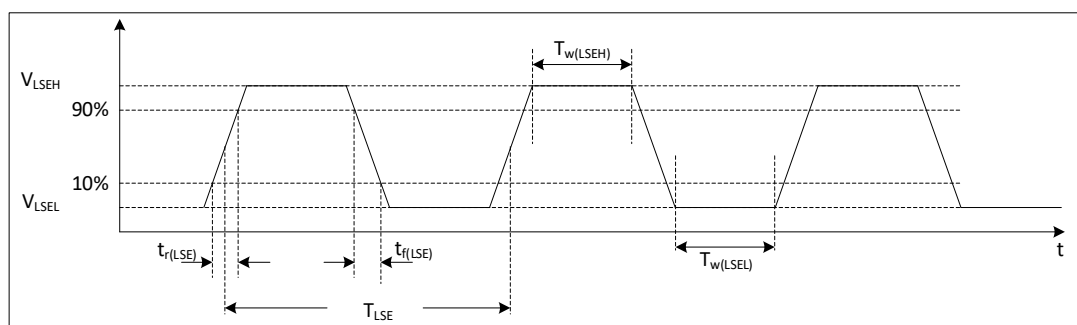 T_w(LSEH)
V_LSEH
90%
10%
V_LSEL
t_r(LSE)
t_f(LSE)
T_w(LSEL)
t
T_LSE